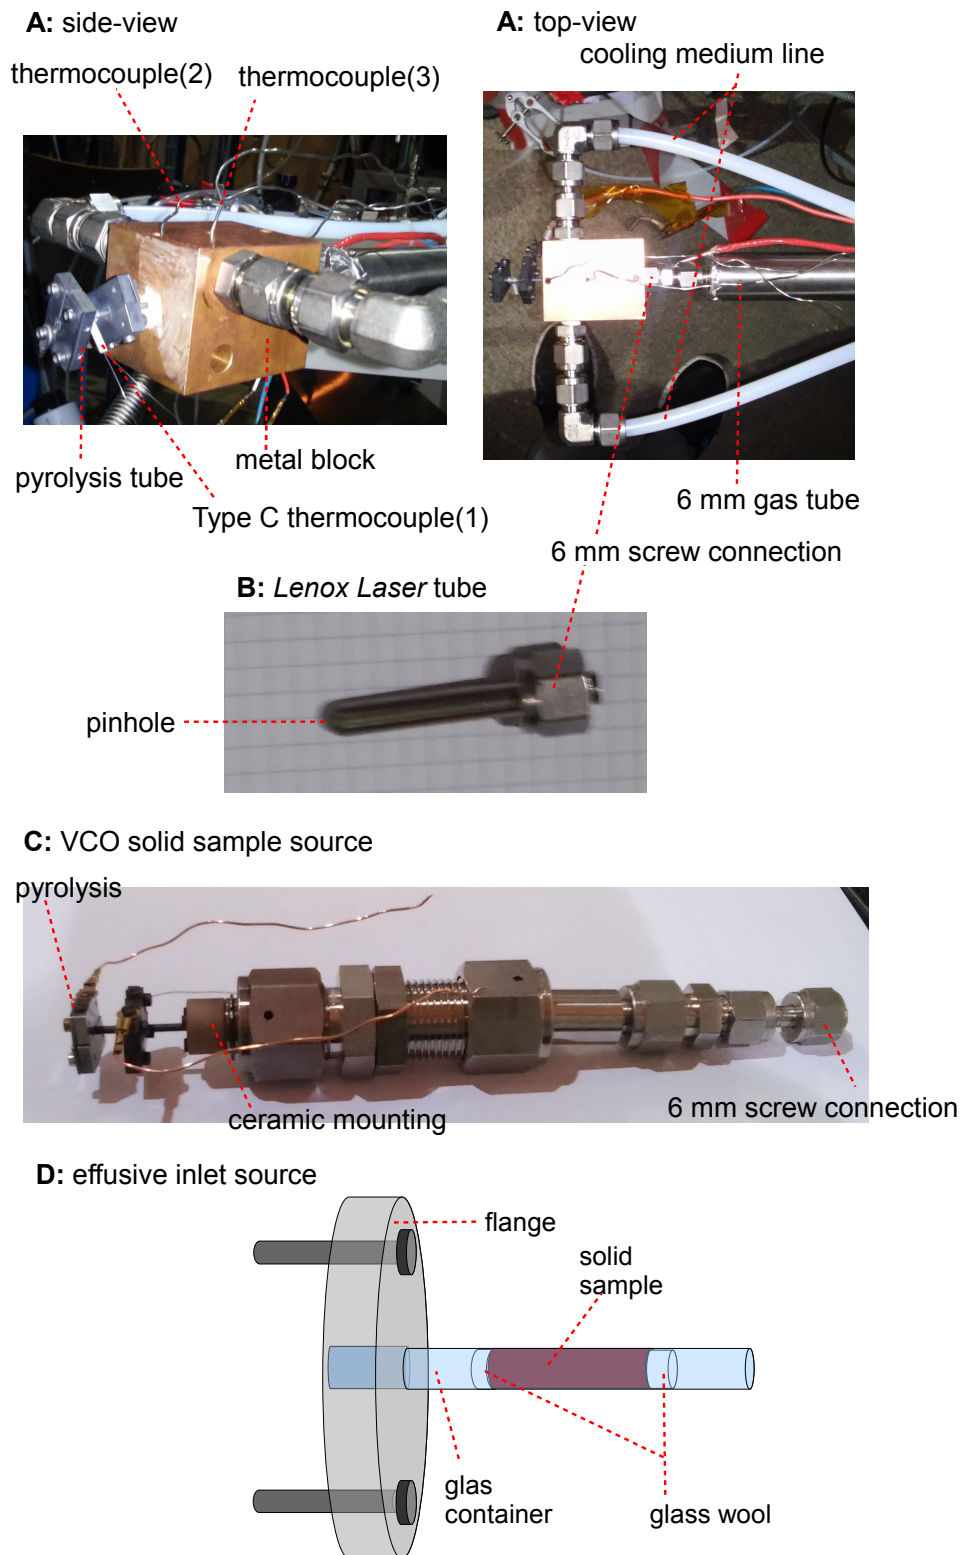 A: side-view
A: top-view
cooling medium line
thermocouple(2)
thermocouple(3)
pyrolysis tube
metal block
Type C thermocouple(1)
6 mm gas tube
6 mm screw connection
B: Lenox Laser tube
pinhole
C: VCO solid sample source
pyrolysis
ceramic mounting
6 mm screw connection
D: effusive inlet source
flange
solid
sample
glas
container
glass wool